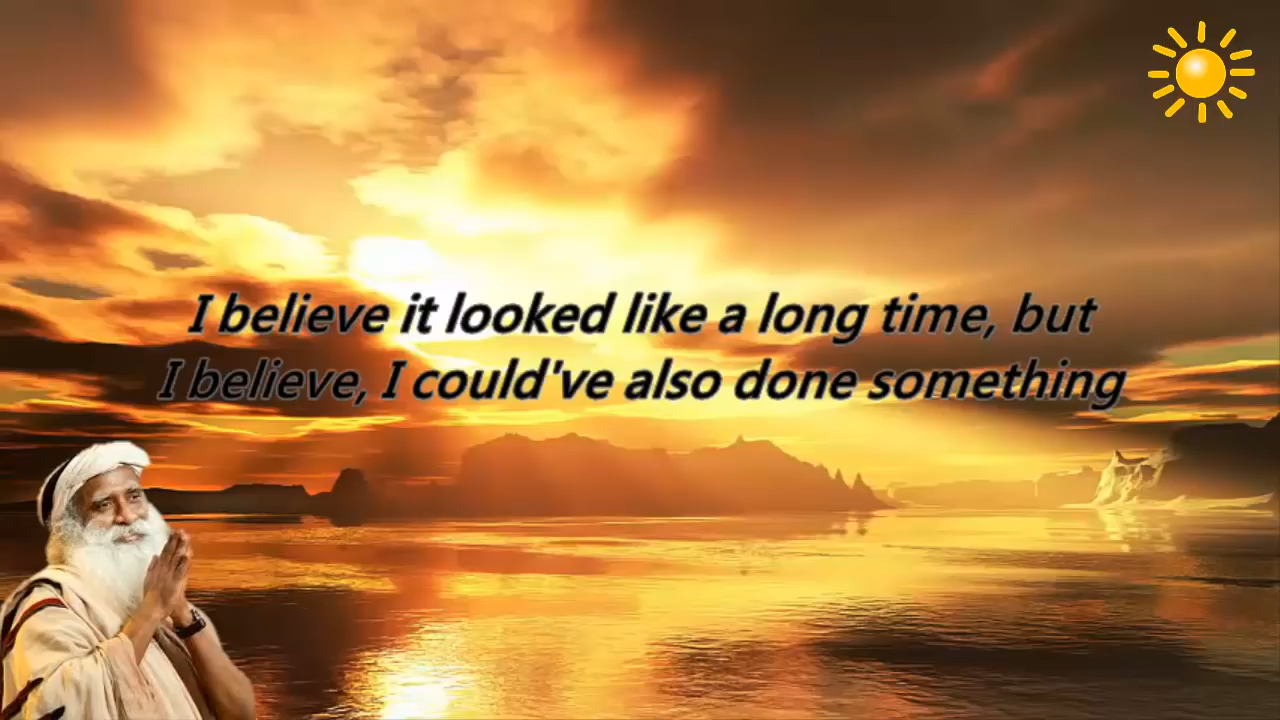 I believe it looked like a long time, but
I believe, I could've also done something